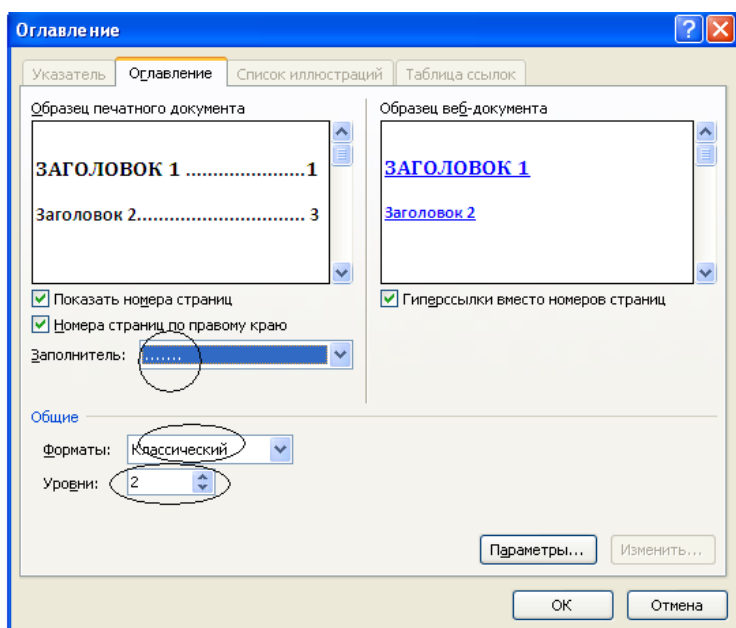 Оглавление
Указатель Оглавление Список иллюстраций Таблица ссылок
Образец печатного документа Образец веб-документа
ЗАГОЛОВОК 1 ......................1 ЗАГОЛОВОК 1
Заголовок 2............................... 3 Заголовок 2
Показать номера страниц Гиперссылки вместо номеров страниц
Номера страниц по правому краю
Заполнитель: .......
Общие
Форматы: Классический
Уровни: 2
Параметры... Изменить...
ОК Отмена